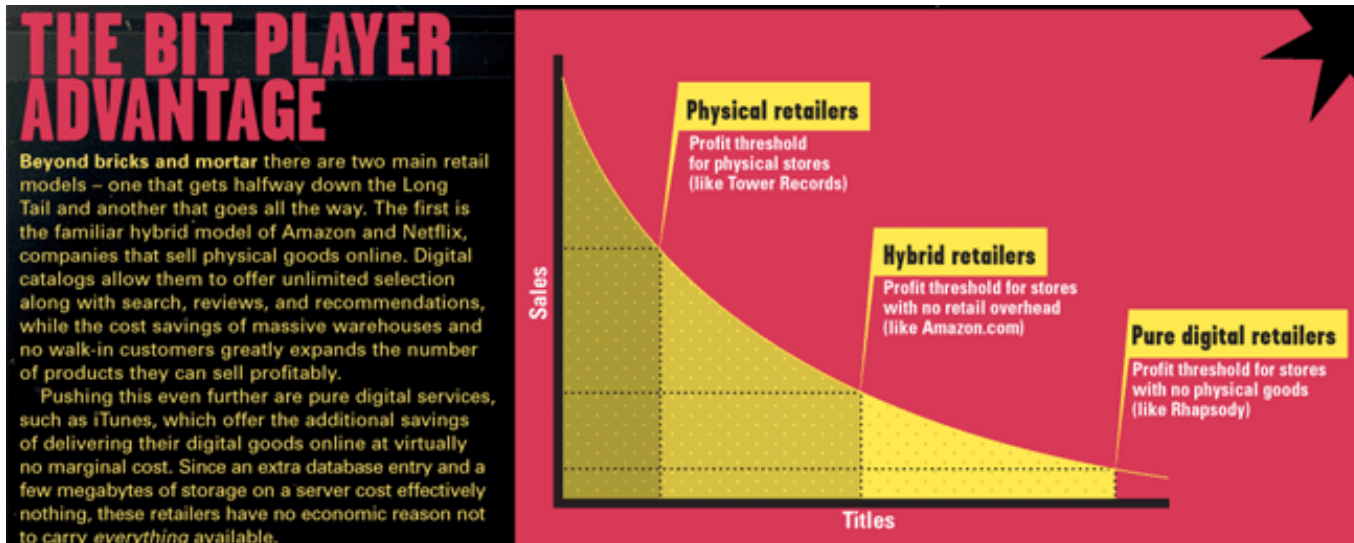 THE BIT PLAYER
ADVANTAGE
Beyond bricks and mortar there are two main retail
models – one that gets halfway down the Long
Tail and another that goes all the way. The first is
the familiar hybrid model of Amazon and Netflix,
companies that sell physical goods online. Digital
catalogs allow them to offer unlimited selection
along with search, reviews, and recommendations,
while the cost savings of massive warehouses and
no walk-in customers greatly expands the number
of products they can sell profitably.
Pushing this even further are pure digital services,
such as iTunes, which offer the additional savings
of delivering their digital goods online at virtually
no marginal cost. Since an extra database entry and a
few megabytes of storage on a server cost effectively
nothing, these retailers have no economic reason not
to carry everything available.
Physical retailers
Profit threshold
for physical stores
(like Tower Records)
Hybrid retailers
Profit threshold for stores
with no retail overhead
(like Amazon.com)
Pure digital retailers
Profit threshold for stores
with no physical goods
(like Rhapsody)
Sales
Titles